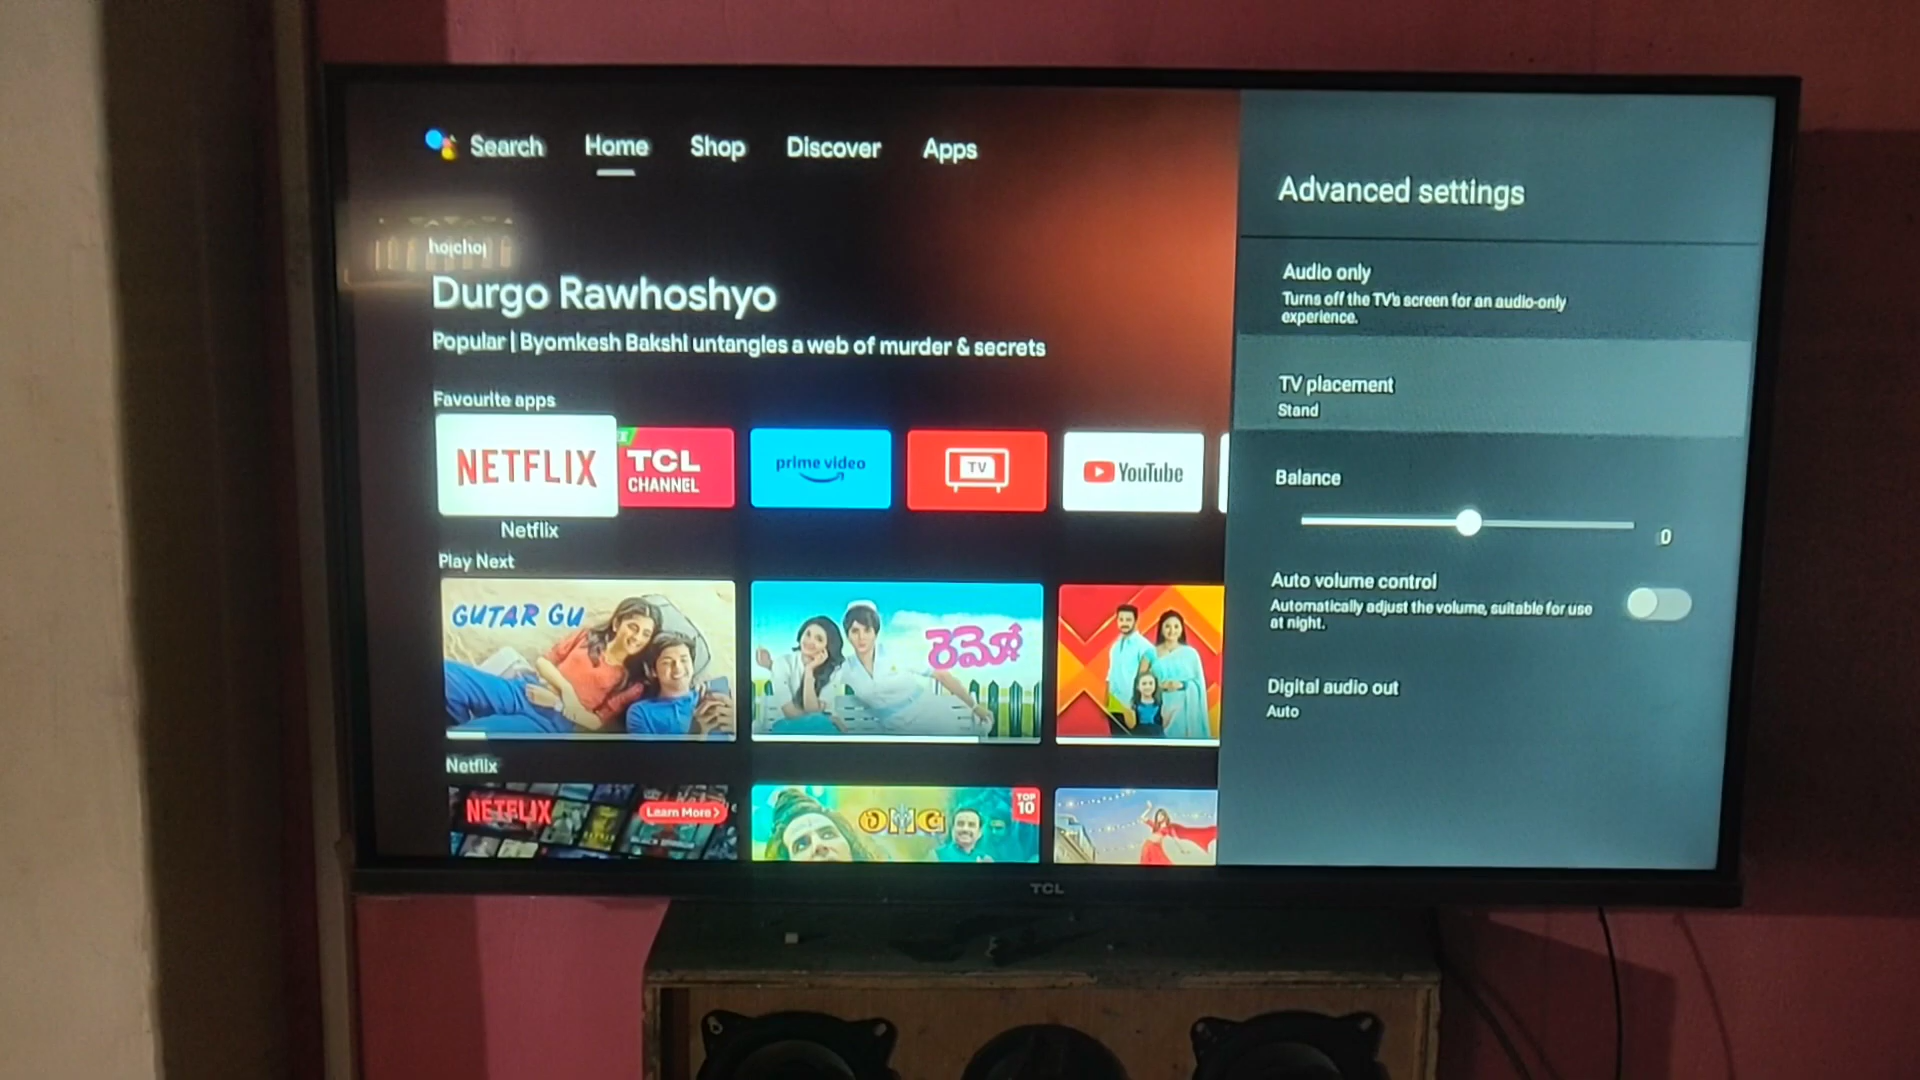 Search Home Shop Discover Apps
hoichoi
Durgo Rawhoshyo
Popular | Byomkesh Bakshi untangles a web of murder & secrets
Favourite apps
NETFLIX
TCL
CHANNEL
prime video
TV
YouTube
Netflix
Play Next
GUTAR GU
రెమో
Netflix
NETFLIX
Learn More
OMG
TOP
10
Advanced settings
Audio only
Turns off the TV's screen for an audio-only
experience.
TV placement
Stand
Balance
0
Auto volume control
Automatically adjust the volume, suitable for use
at night.
Digital audio out
Auto
TCL